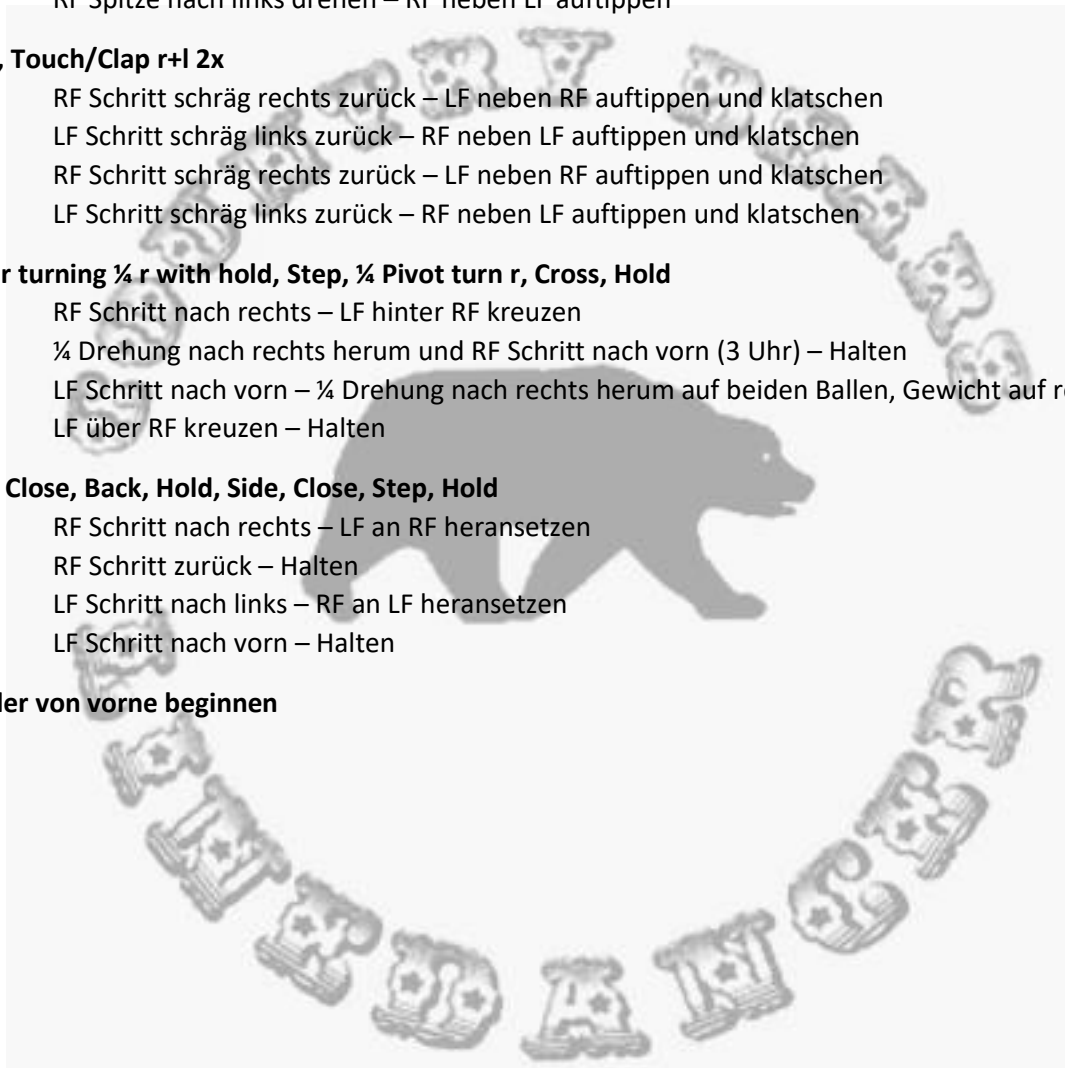 RF Spitze nach links drehen – RF neben LF auftippen
, Touch/Clap r+l 2x
RF Schritt schräg rechts zurück – LF neben RF auftippen und klatschen
LF Schritt schräg links zurück – RF neben LF auftippen und klatschen
RF Schritt schräg rechts zurück – LF neben RF auftippen und klatschen
LF Schritt schräg links zurück – RF neben LF auftippen und klatschen
r turning ¼ r with hold, Step, ¼ Pivot turn r, Cross, Hold
RF Schritt nach rechts – LF hinter RF kreuzen
¼ Drehung nach rechts herum und RF Schritt nach vorn (3 Uhr) – Halten
LF Schritt nach vorn – ¼ Drehung nach rechts herum auf beiden Ballen, Gewicht auf
LF über RF kreuzen – Halten
Close, Back, Hold, Side, Close, Step, Hold
RF Schritt nach rechts – LF an RF heransetzen
RF Schritt zurück – Halten
LF Schritt nach links – RF an LF heransetzen
LF Schritt nach vorn – Halten
der von vorne beginnen
COUNTRY BEARS
LINEDANCER